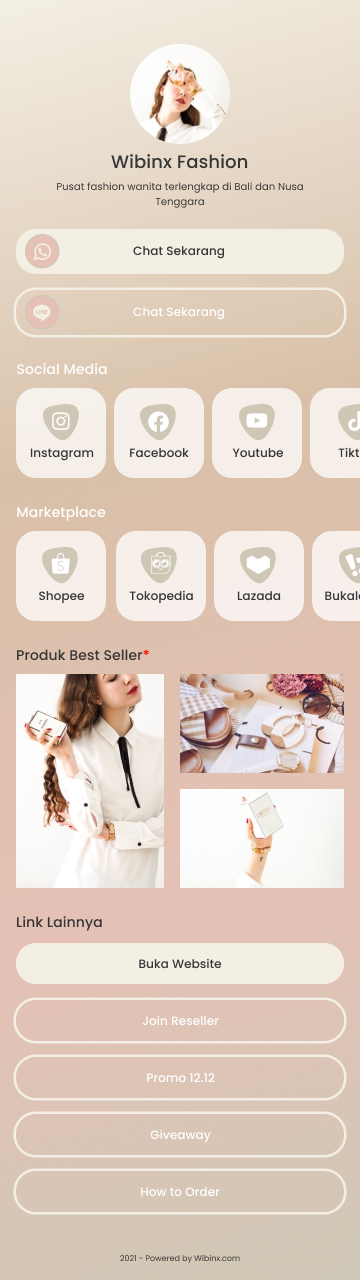 Wibinx Fashion
Pusat fashion wanita terlengkap di Bali dan Nusa
Tenggara
Chat Sekarang
LINE
Chat Sekarang
Social Media
Instagram
Facebook
Youtube
Tikt
Marketplace
Shopee
Tokopedia
Lazada
Bukala
Produk Best Seller*
Link Lainnya
Buka Website
Join Reseller
Promo 12.12
Giveaway
How to Order
2021 - Powered by Wibinx.com